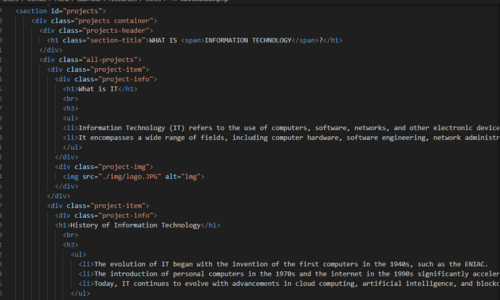 <section id="projects">
<div class="projects container">
<div class="projects-header">
<h1 class="section-title">WHAT IS <span>INFORMATION TECHNOLOGY</span>?</h1>
</div>
<div class="all-projects">
<div class="project-item">
<div class="project-info">
<h1>What is IT</h1>
<br>
<h3>
<ul>
<li>Information Technology (IT) refers to the use of computers, software, networks, and other electronic device
<li>It encompasses a wide range of fields, including computer hardware, software engineering, network administr
</ul>
</div>
<div class="project-img">
<img src="./img/logo.JPG" alt="img">
</div>
</div>
<div class="project-item">
<div class="project-info">
<h1>History of Information Technology</h1>
<br>
<h3>
<ul>
<li>The evolution of IT began with the invention of the first computers in the 1940s, such as the ENIAC.
<li>The introduction of personal computers in the 1970s and the internet in the 1990s significantly acceler
<li>Today, IT continues to evolve with advancements in cloud computing, artificial intelligence, and blockc
</ul>